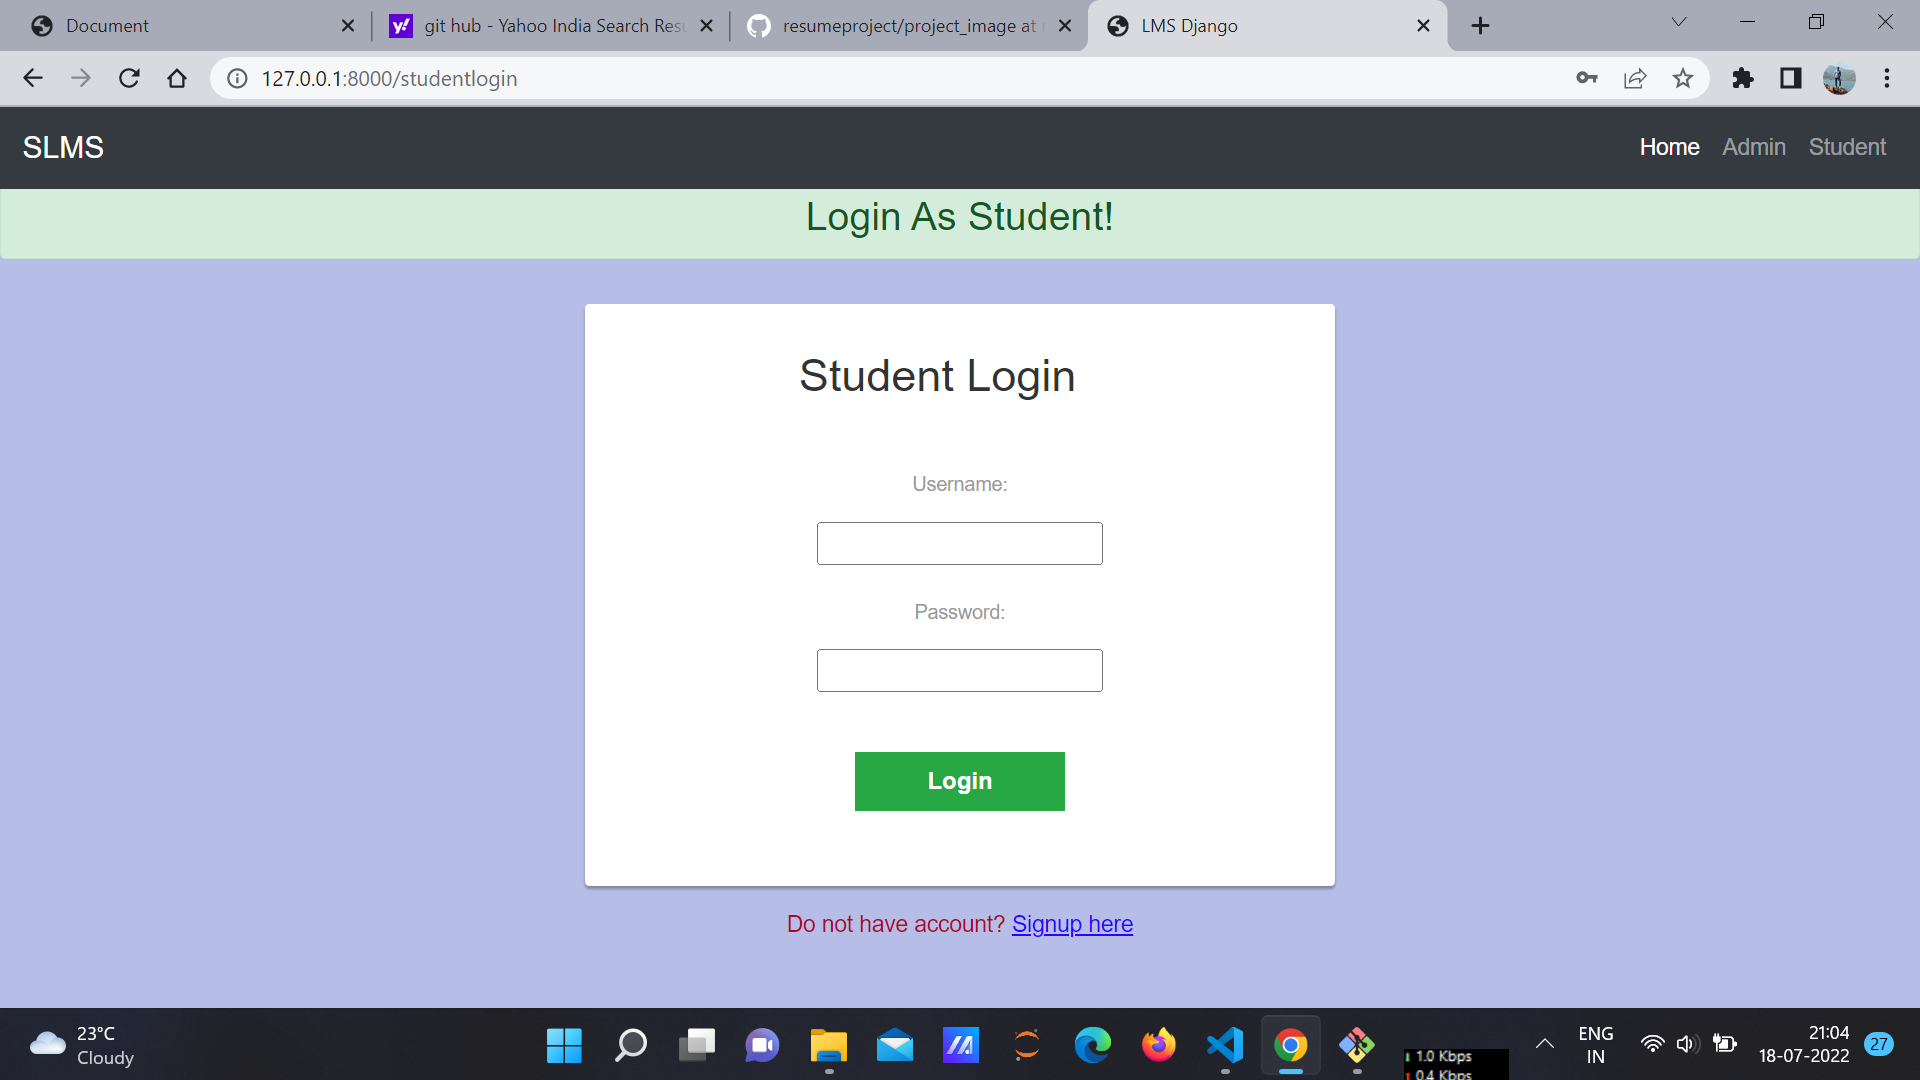 Document
git hub - Yahoo India Search Resu
resumeproject/project_image at
LMS Django
127.0.0.1:8000/studentlogin
SLMS
Home Admin Student
Login As Student!
Student Login
Username:
Password:
Login
Do not have account? Signup here
23°C
Cloudy
1.0 Kbps
0.4 Kbps
ENG
IN
21:04
18-07-2022
27